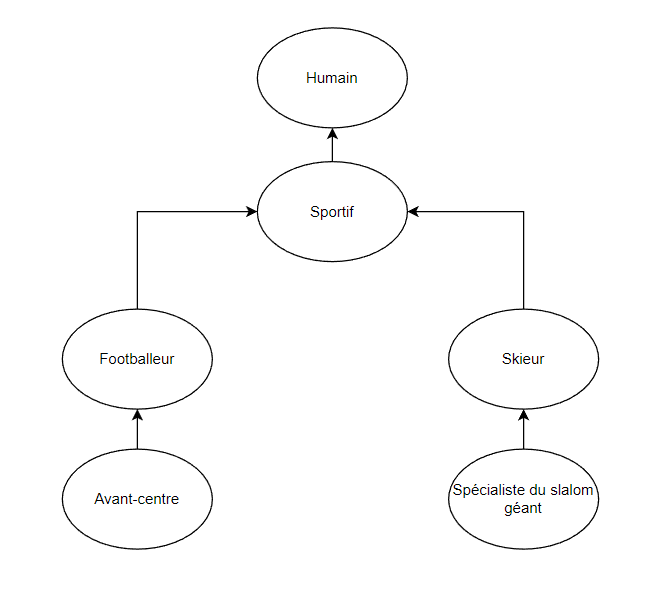 Humain
Sportif
Footballeur
Skieur
Avant-centre
Spécialiste du slalom
géant